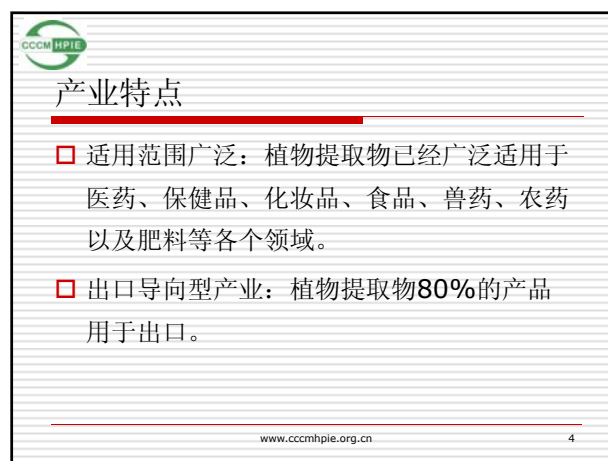 CCCM HPIE
产业特点
适用范围广泛：植物提取物已经广泛适用于
医药、保健品、化妆品、食品、兽药、农药
以及肥料等各个领域。
出口导向型产业：植物提取物80%的产品
用于出口。
www.cccmhpie.org.cn 4